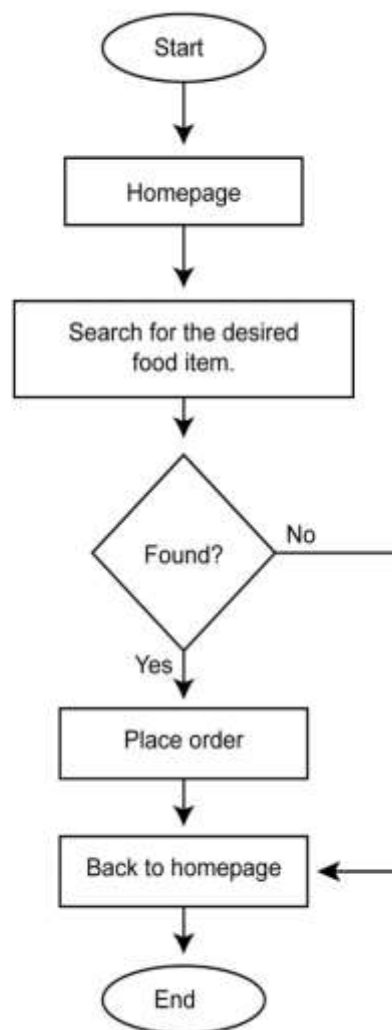 Start
Homepage
Search for the desired
food item.
Found?
No
Yes
Place order
Back to homepage
End